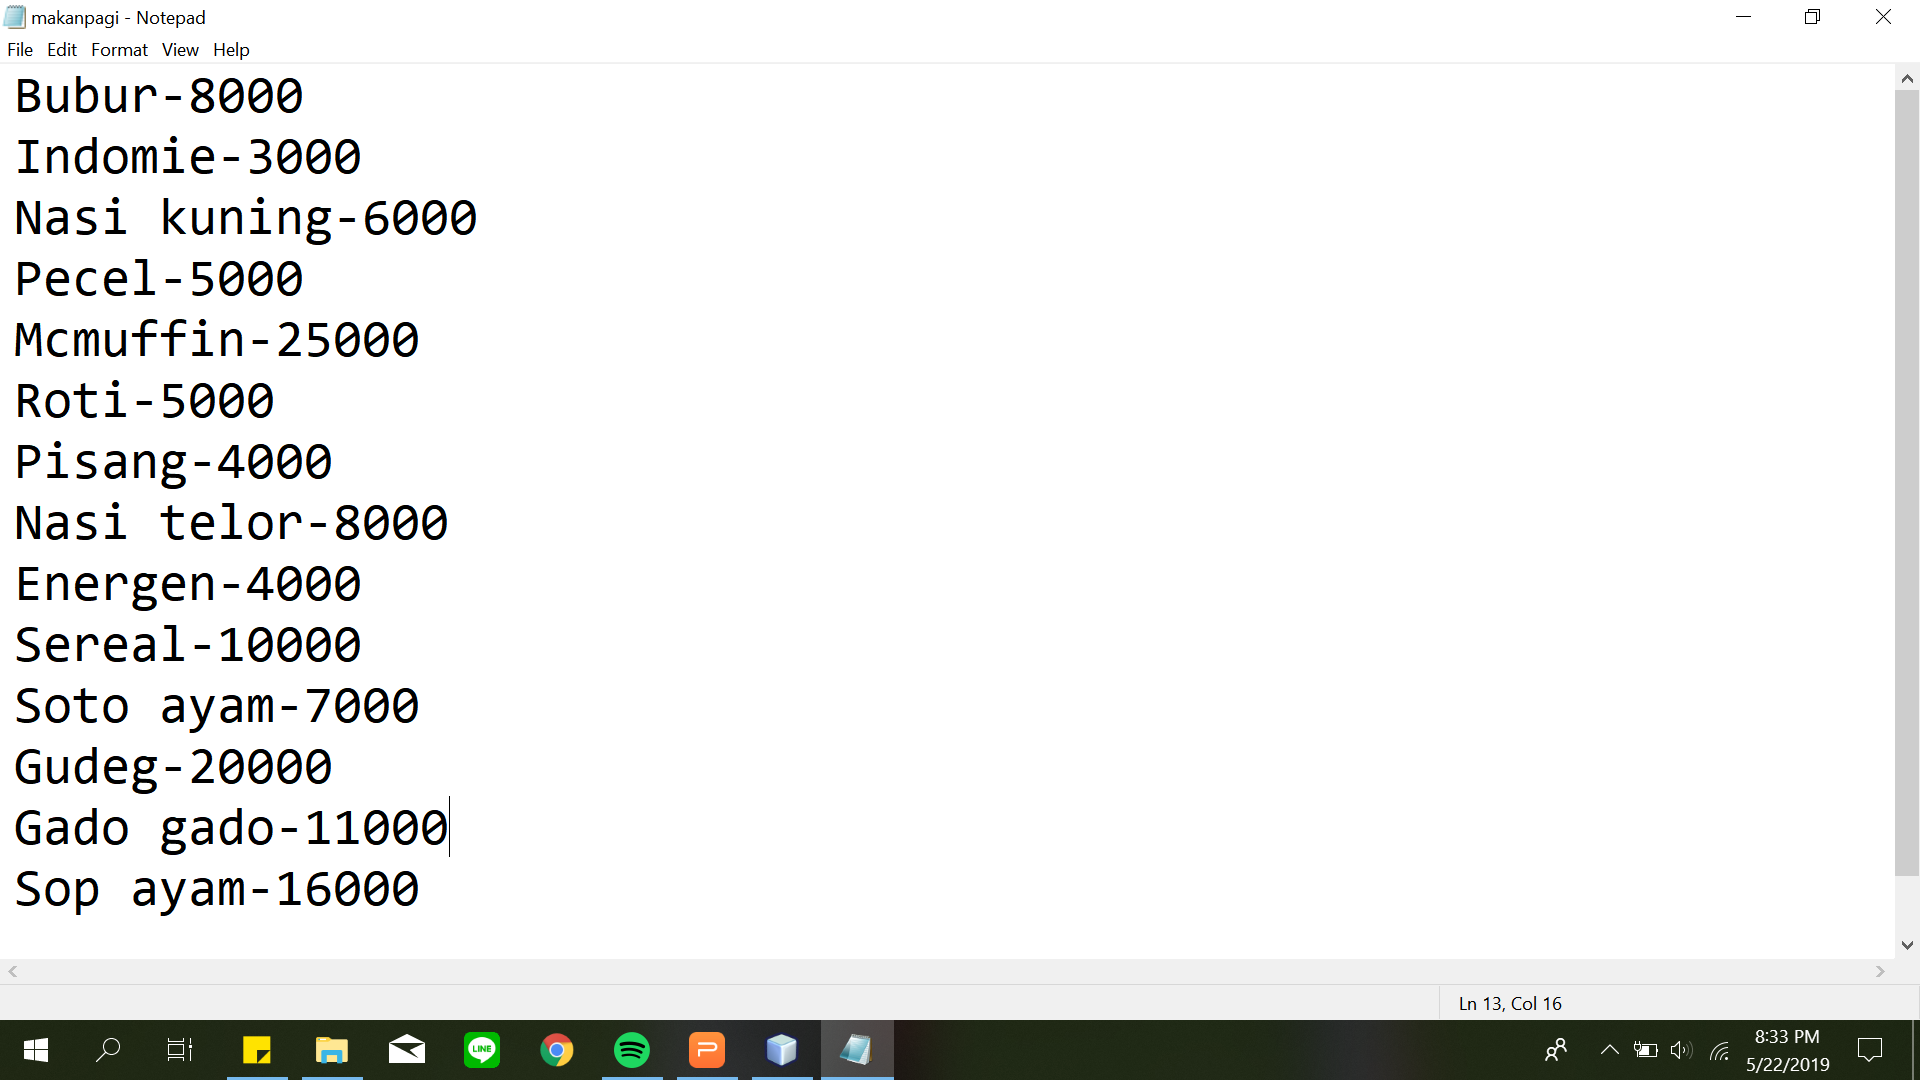 makanpagi - Notepad
File Edit Format View Help
Bubur-8000
Indomie-3000
Nasi kuning-6000
Pecel-5000
Mcmuffin-25000
Roti-5000
Pisang-4000
Nasi telor-8000
Energen-4000
Sereal-10000
Soto ayam-7000
Gudeg-20000
Gado gado-11000
Sop ayam-16000
Ln 13, Col 16
LINE
8:33 PM
5/22/2019